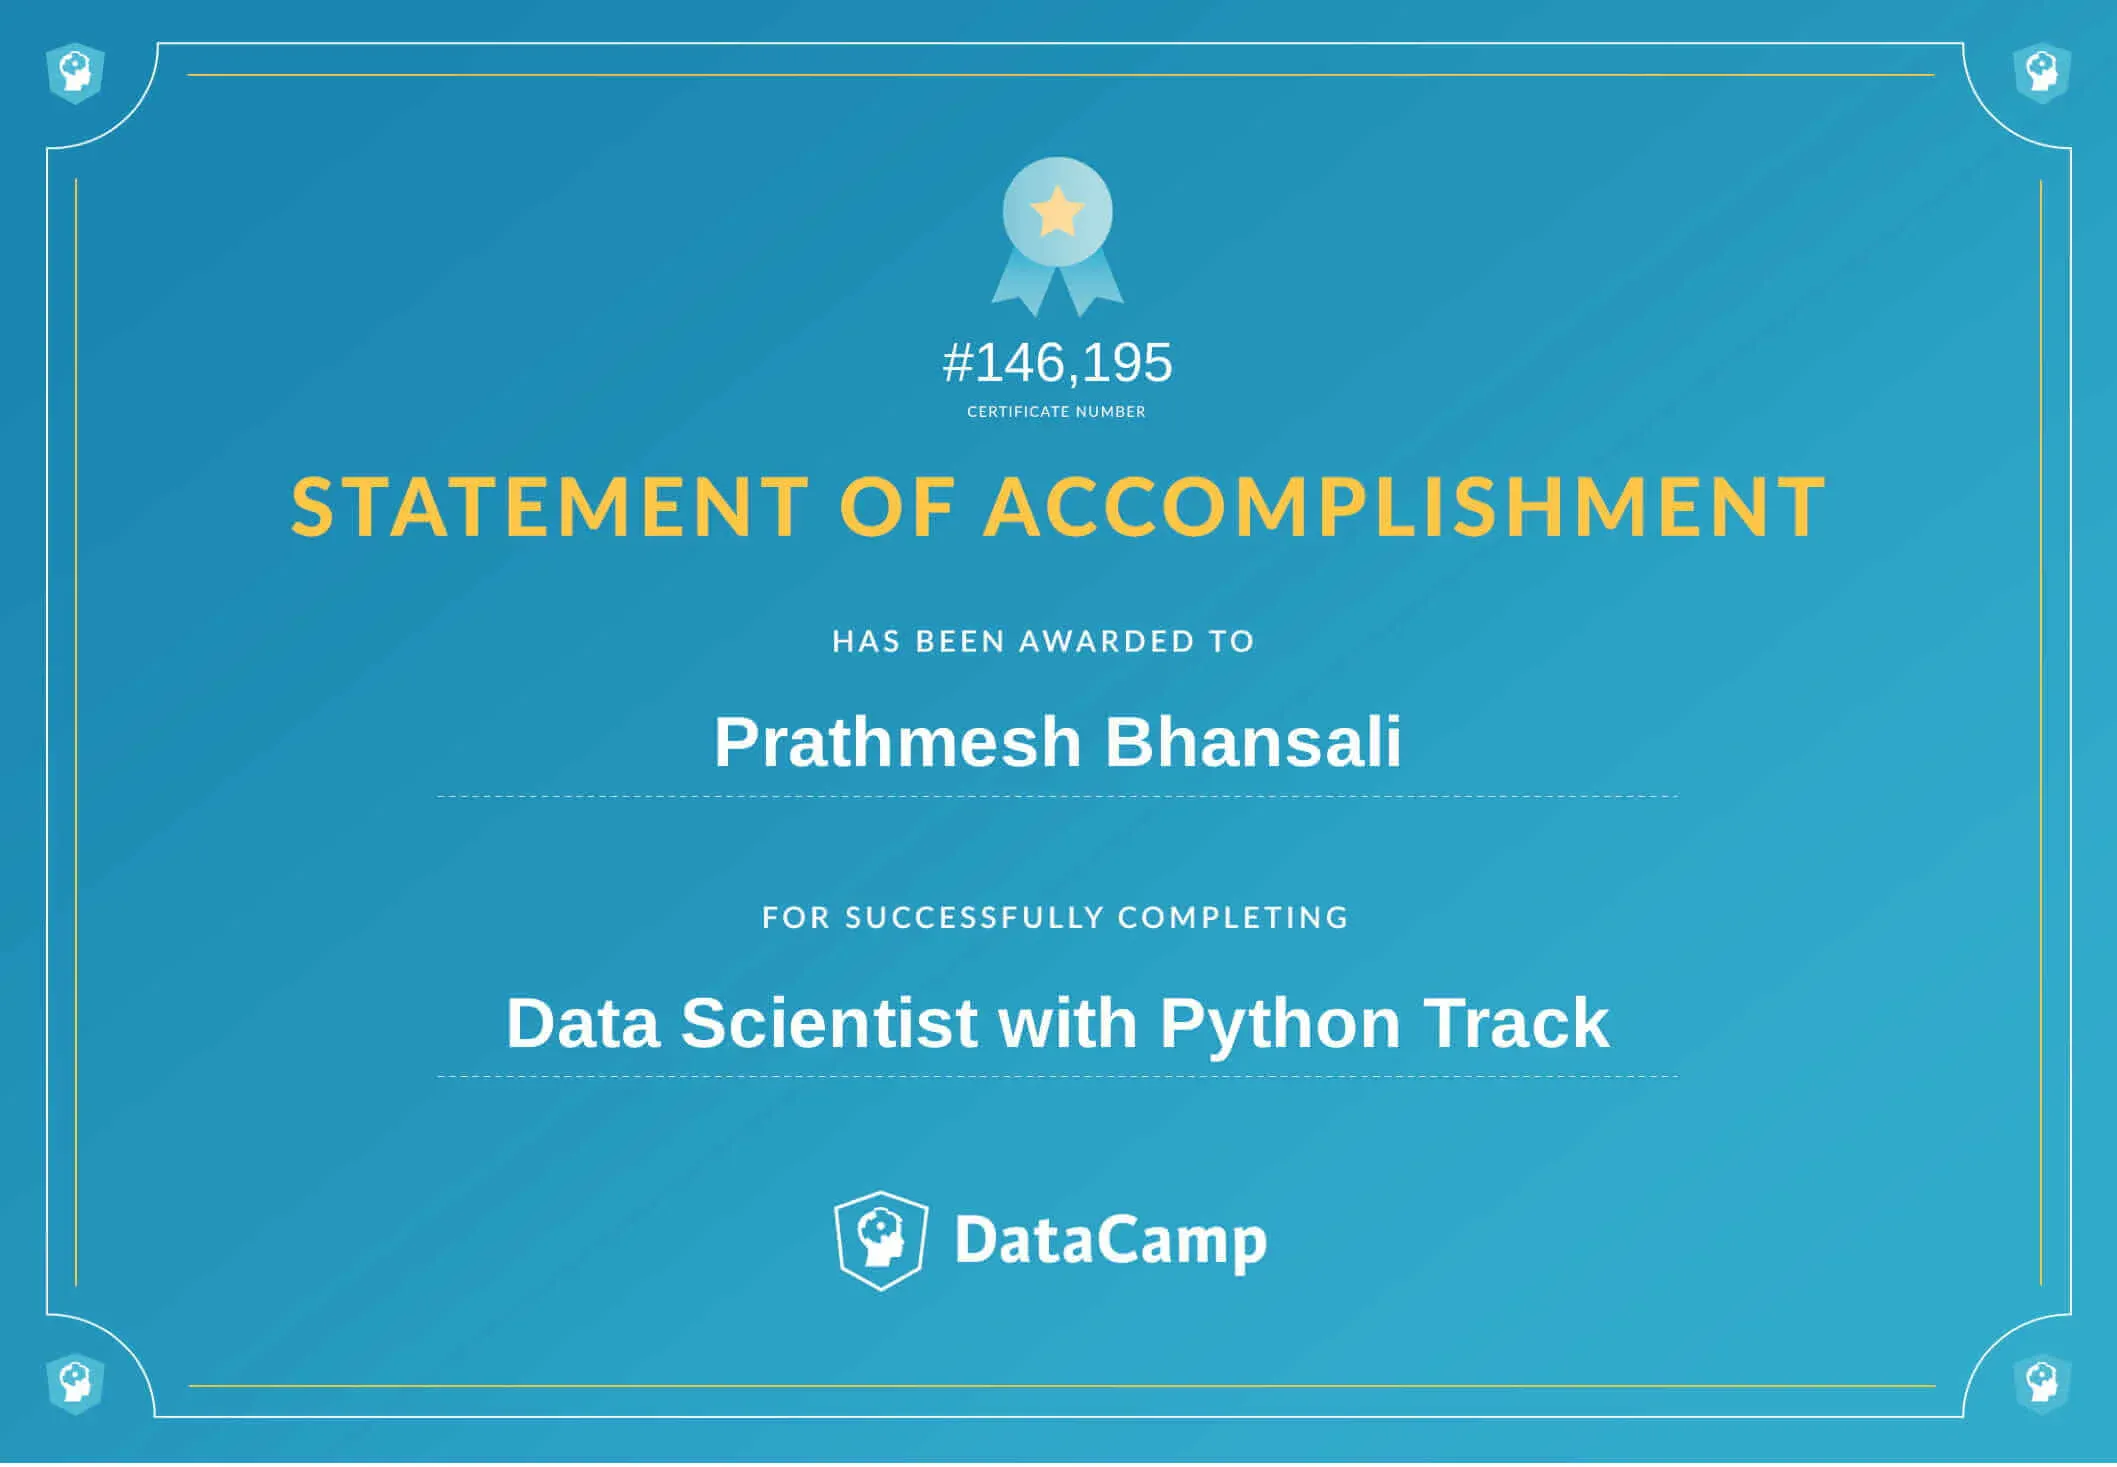 #146,195
CERTIFICATE NUMBER
STATEMENT OF ACCOMPLISHMENT
HAS BEEN AWARDED TO
Prathmesh Bhansali
FOR SUCCESSFULLY COMPLETING
Data Scientist with Python Track
DataCamp